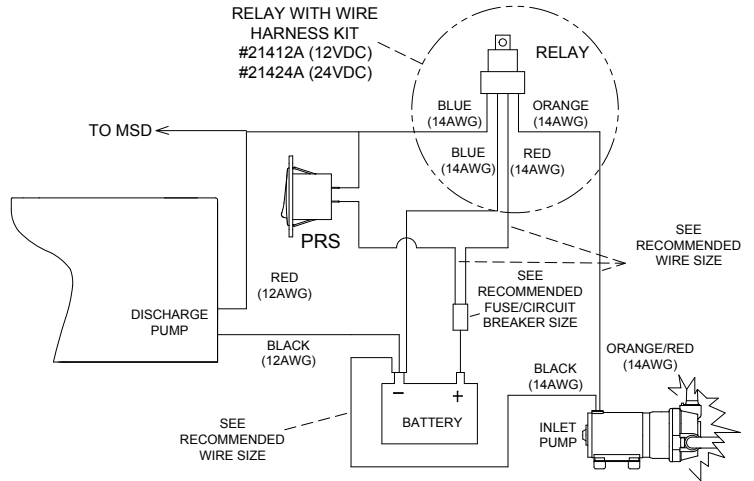 RELAY WITH WIRE
HARNESS KIT
#21412A (12VDC)
#21424A (24VDC)
RELAY
BLUE
(14AWG)
ORANGE
(14AWG)
TO MSD
BLUE
(14AWG)
RED
(14AWG)
PRS
SEE
RECOMMENDED
WIRE SIZE
RED
(12AWG)
SEE
RECOMMENDED
FUSE/CIRCUIT
BREAKER SIZE
DISCHARGE
PUMP
BLACK
(12AWG)
ORANGE/RED
(14AWG)
BLACK
(14AWG)
− +
BATTERY
SEE
RECOMMENDED
WIRE SIZE
INLET
PUMP